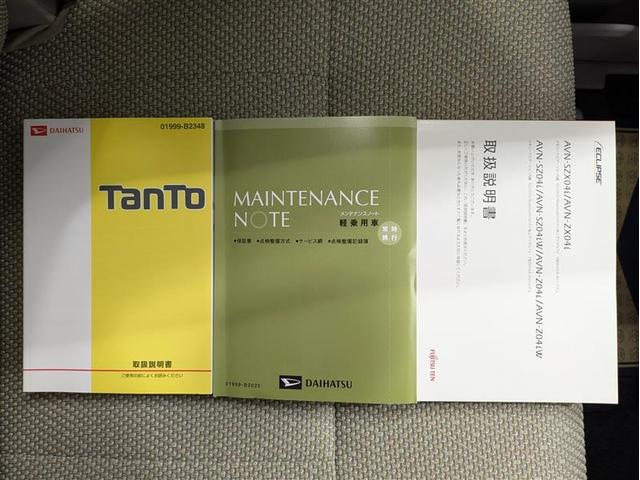 DAIHATSU
01999-B2348
TanTo
取扱説明書
ご使用の前によくお読みください
MAINTENANCE
NOTE
メンテナンスノート
軽乗用車
常時
携行
●保証書 ●点検整備方式 ●サービス網 ●点検整備記録簿
01999-B2025
DAIHATSU
ECLIPSE
AVN-SZX04i/AVN-ZX04i
AVN-SZ04i/AVN-SZ04iW/AVN-Z04i/AVN-Z04iW
取扱説明書
FUJITSU TEN